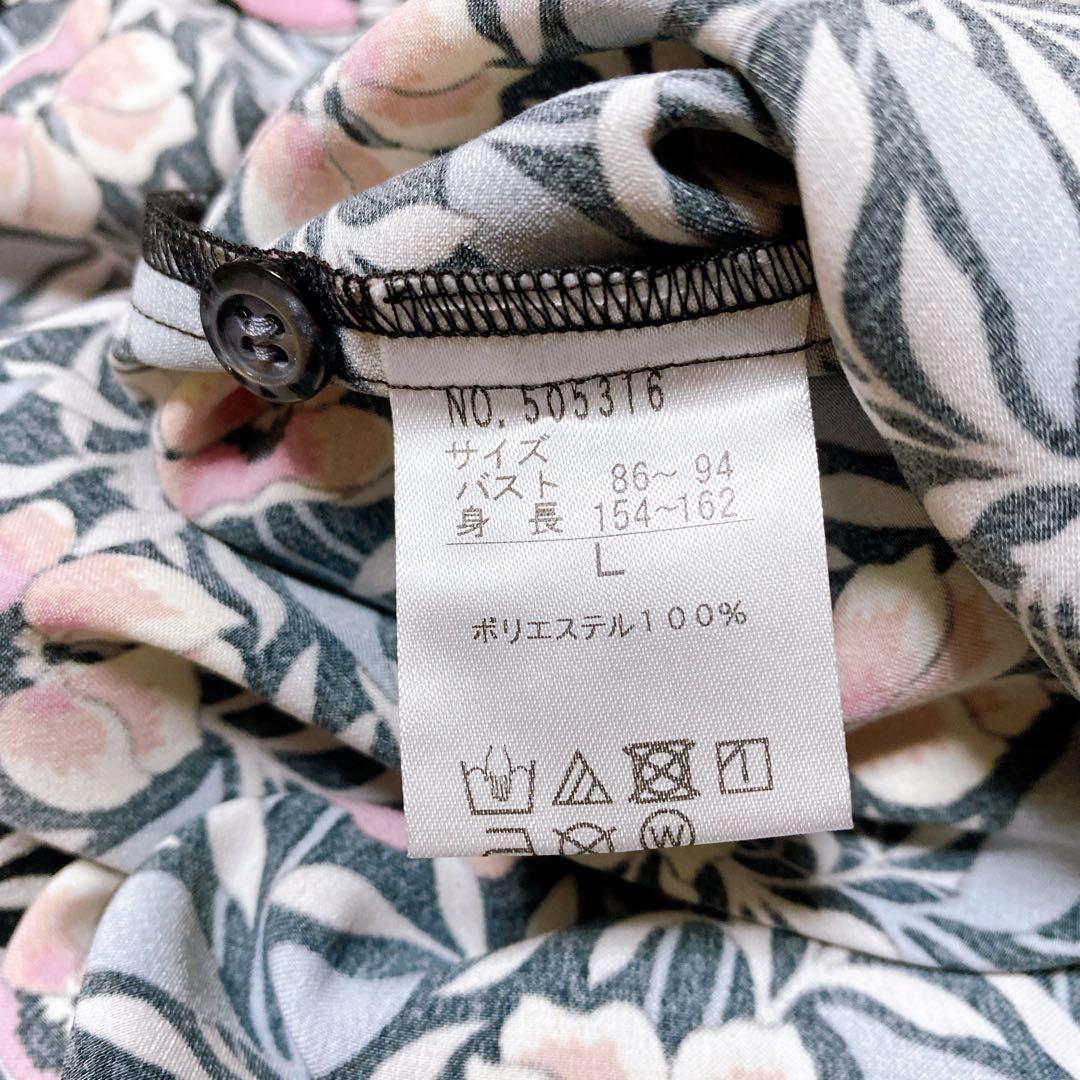 NO. 505316
サイズ
バスト 86～ 94
身 長 154～162
L
ポリエステル100%
W